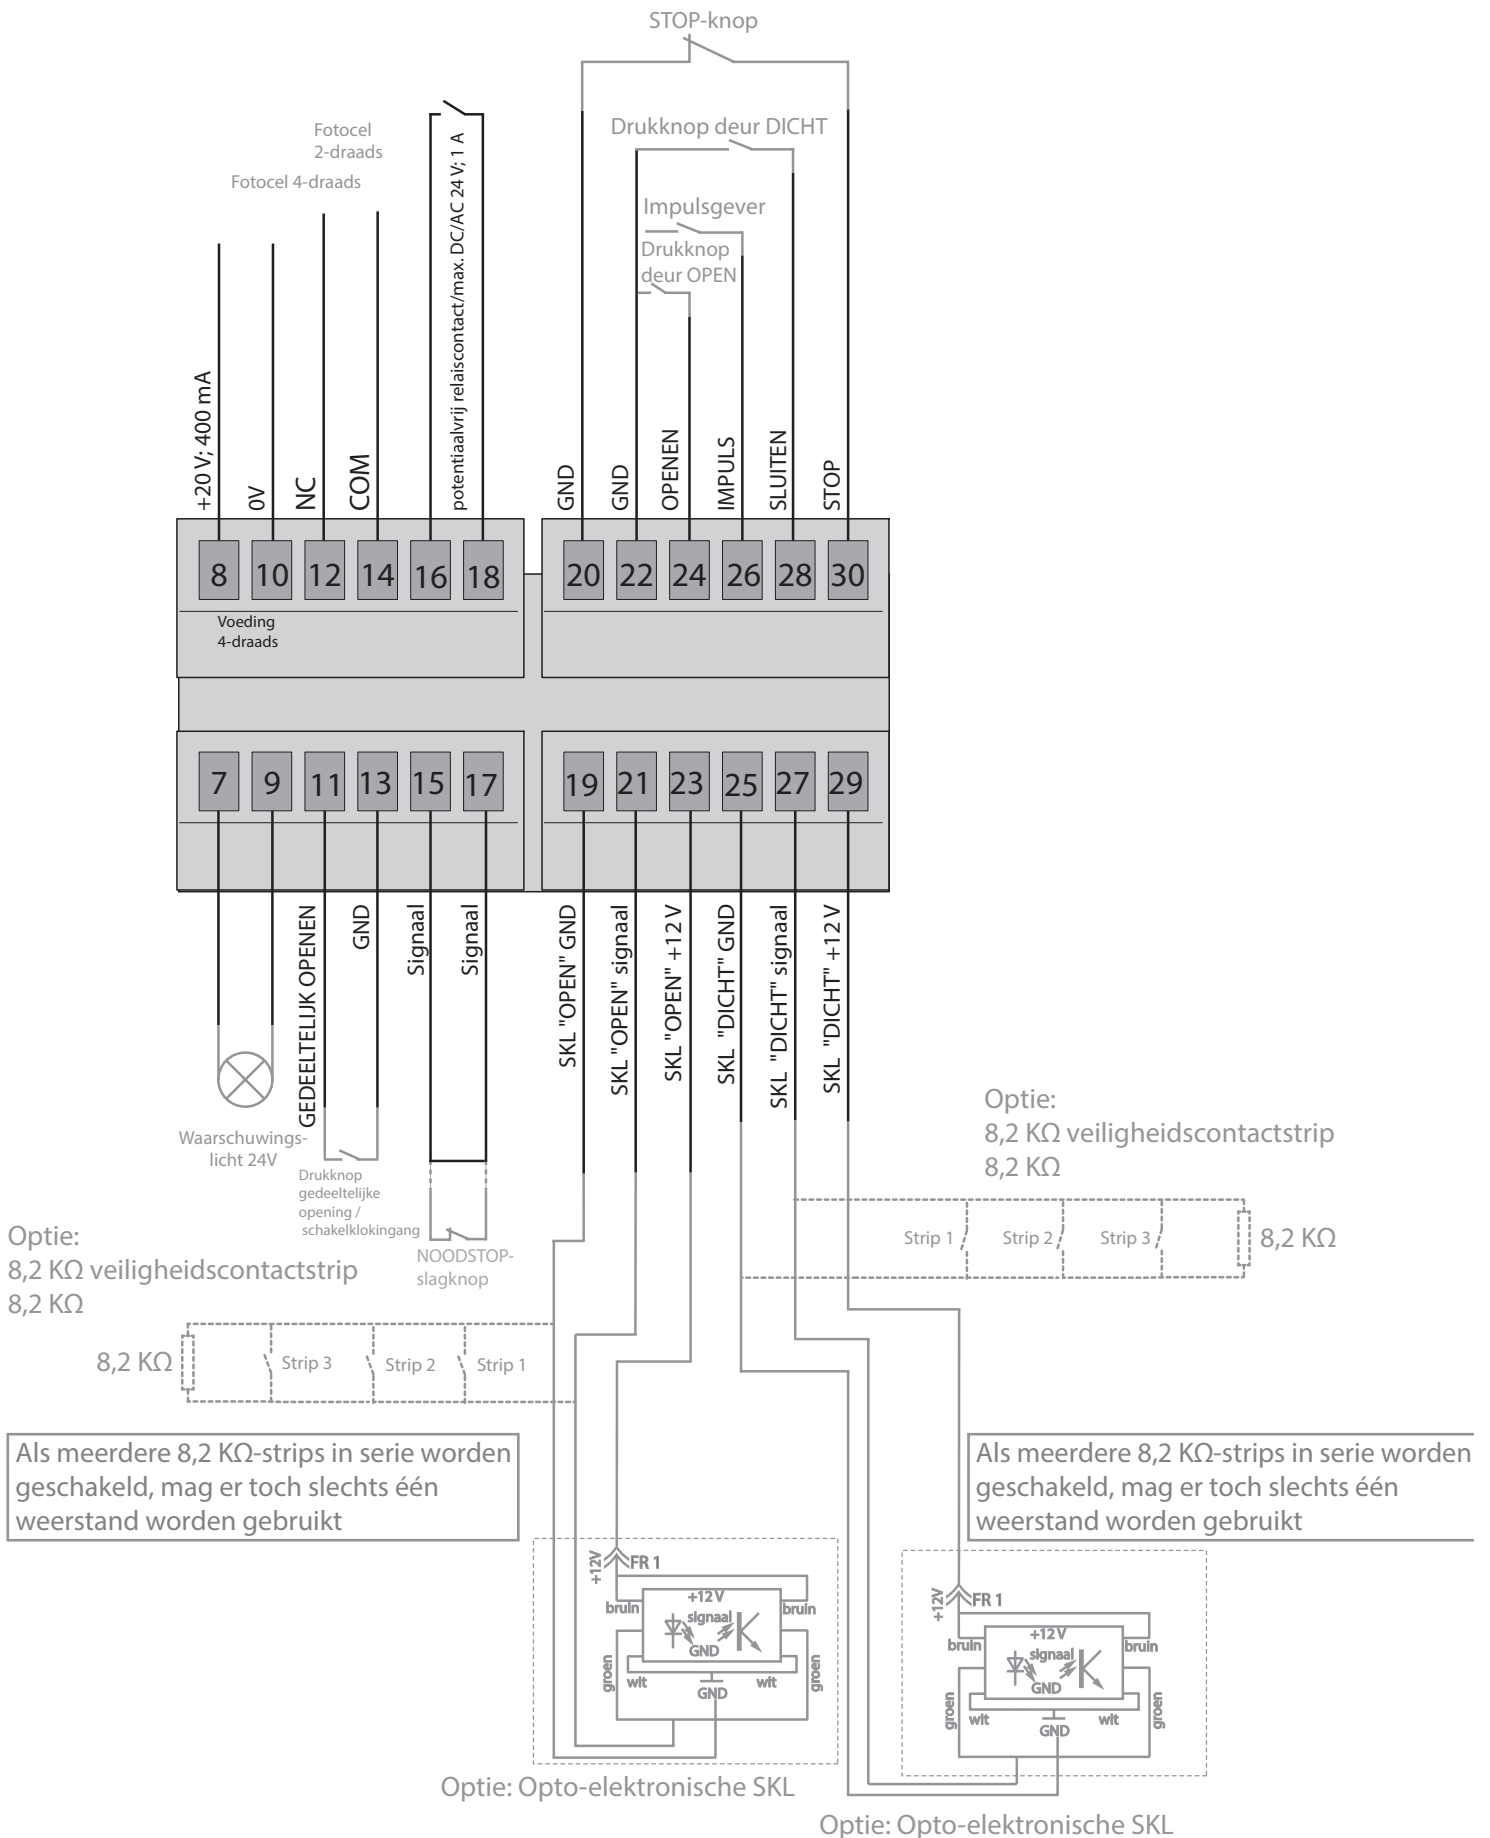 STOP-knop
Drukknop deur DICHT
Impulsgever
Drukknop
deur OPEN
Fotocel
2-draads
Fotocel 4-draads
+20 V; 400 mA
0V
NC
COM
potentiaalvrij relaiscontact/max. DC/AC 24 V; 1 A
GND
GND
OPENEN
IMPULS
SLUITEN
STOP
8 10 12 14 16 18 20 22 24 26 28 30
Voeding
4-draads
7 9 11 13 15 17 19 21 23 25 27 29
GEDEELTELIJK OPENEN
GND
Signaal
Signaal
SKL "OPEN" GND
SKL "OPEN" signaal
SKL "OPEN" +12 V
SKL "DICHT" GND
SKL "DICHT" signaal
SKL "DICHT" +12 V
Waarschuwings-
licht 24V
Drukknop
gedeeltelijke
opening /
schakelklokingang
NOODSTOP-
slagknop
Optie:
8,2 KΩ veiligheidscontactstrip
8,2 KΩ
Strip 1 Strip 2 Strip 3 8,2 KΩ
Optie:
8,2 KΩ veiligheidscontactstrip
8,2 KΩ
8,2 KΩ Strip 3 Strip 2 Strip 1
Als meerdere 8,2 KΩ-strips in serie worden
geschakeld, mag er toch slechts één
weerstand worden gebruikt
Als meerdere 8,2 KΩ-strips in serie worden
geschakeld, mag er toch slechts één
weerstand worden gebruikt
+12V
FR 1
+12 V
bruin
signaal
bruin
GND
groen
wit
GND
wit
groen
Optie: Opto-elektronische SKL
+12V
FR 1
+12 V
bruin
signaal
bruin
GND
groen
wit
GND
wit
groen
Optie: Opto-elektronische SKL